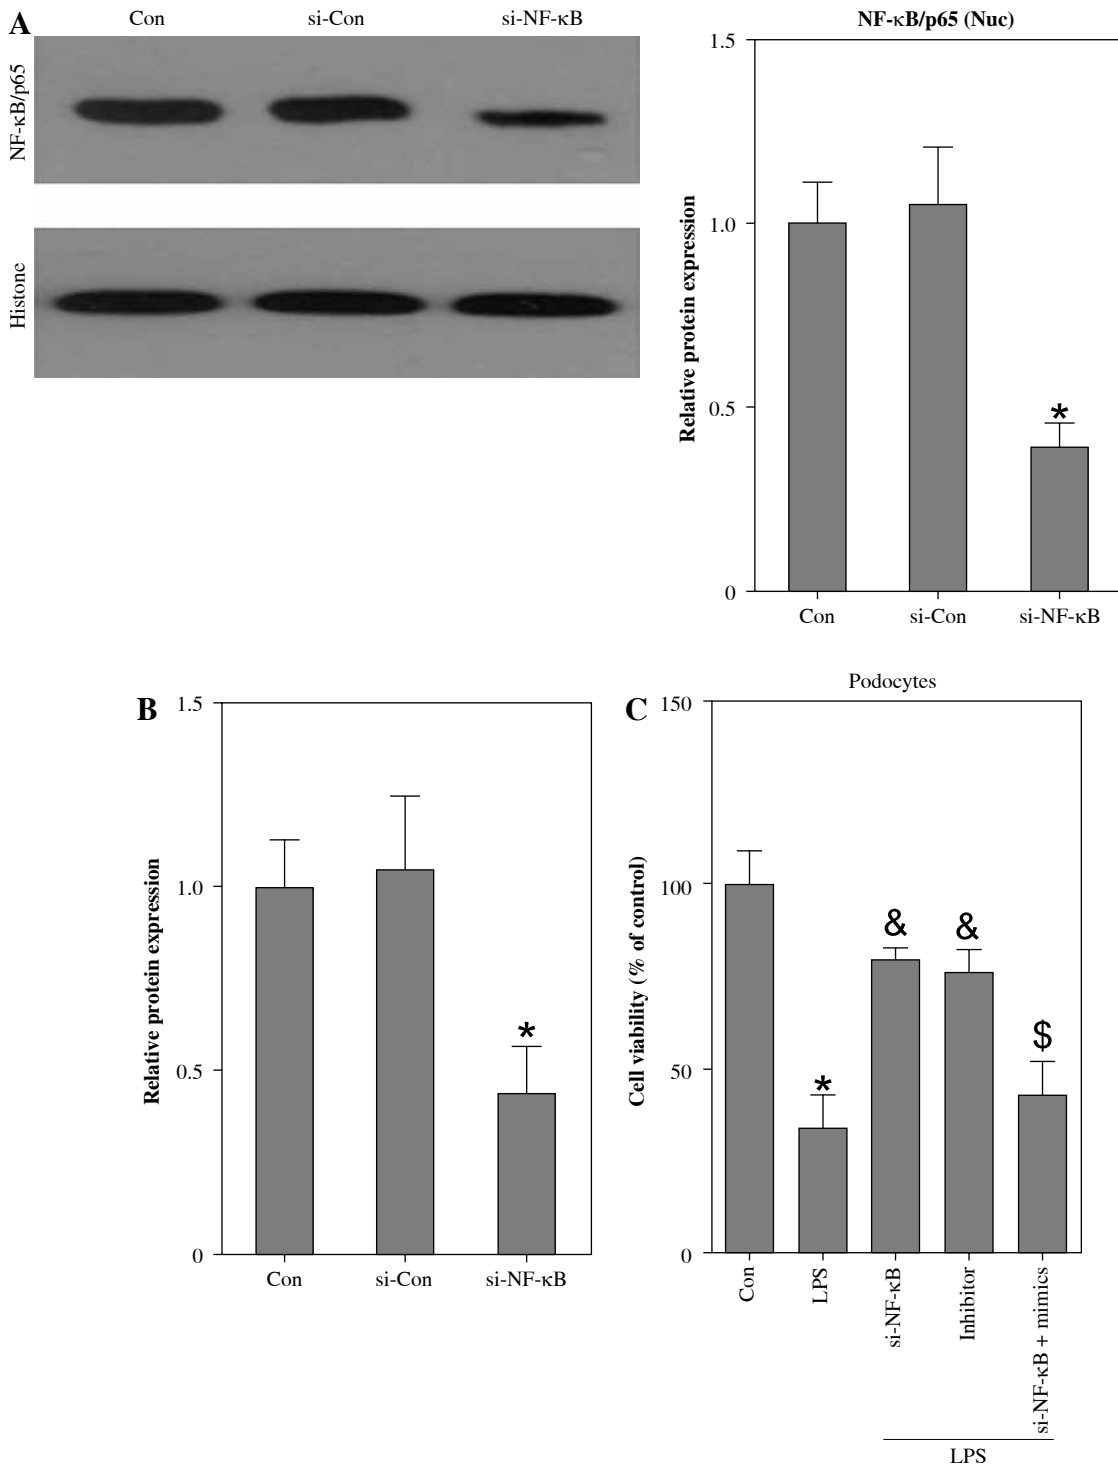 A
Con si-Con si-NF-κB
NF-κB/p65
Histone
NF-κB/p65 (Nuc)
Relative protein expression
1.5
1.0
0.5
0
*
Con si-Con si-NF-κB
B
Relative protein expression
1.5
1.0
0.5
0
*
Con si-Con si-NF-κB
C
Podocytes
Cell viability (% of control)
150
100
50
0
* & & $
Con
LPS
si-NF-κB
Inhibitor
si-NF-κB + mimics
LPS